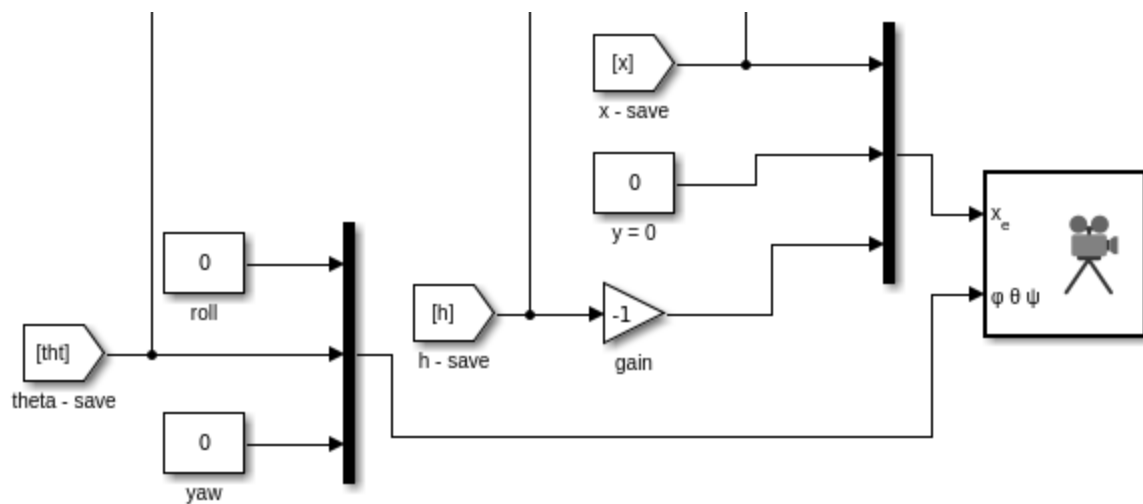 [x]
x - save
0
y = 0
xe
0
roll
[h]
h - save
-1
gain
φ θ ψ
[tht]
theta - save
0
yaw